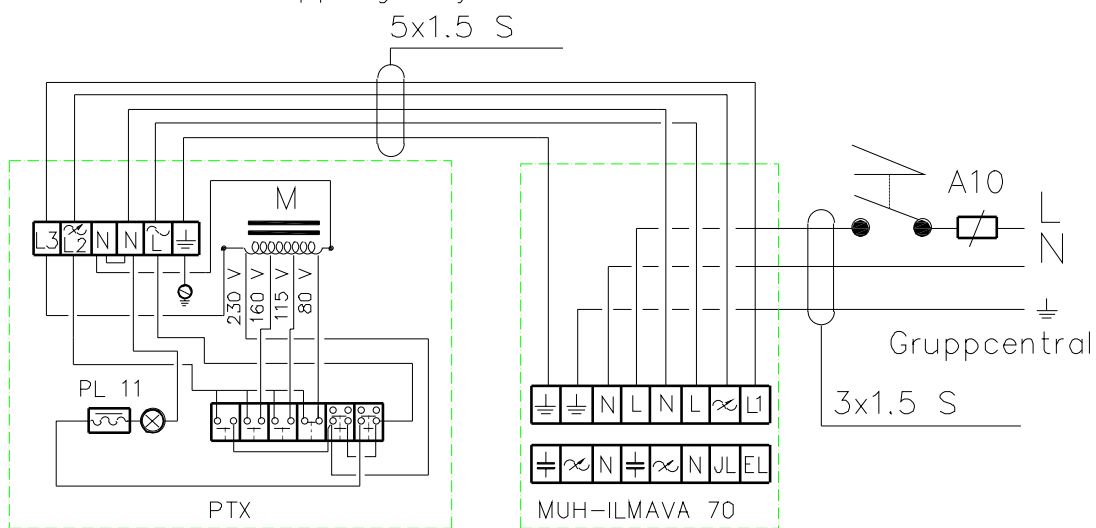 5x1.5 S
A10
L
N
M
L3 L2 N N L
230 V
160 V
115 V
80 V
Gruppcentral
PL 11
N L N L L1
3x1.5 S
N N JL EL
PTX
MUH-ILMAVA 70